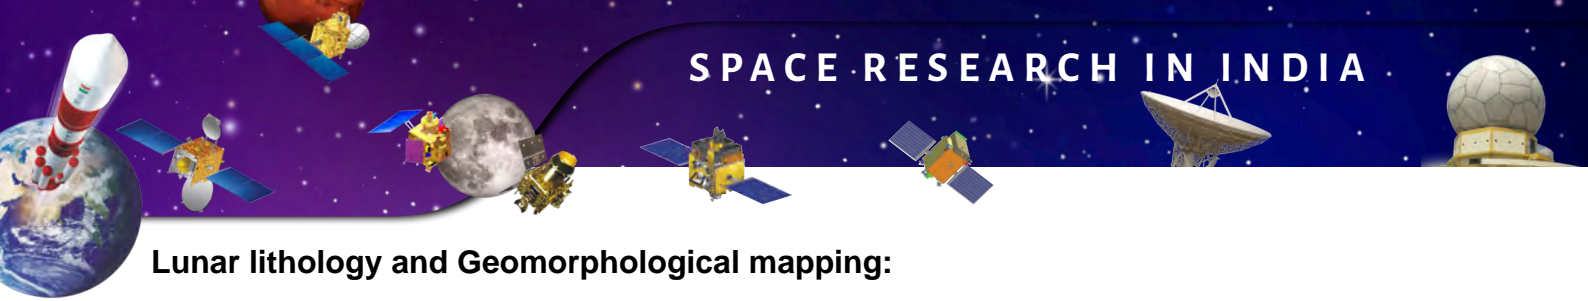 SPACE RESEARCH IN INDIA
Lunar lithology and Geomorphological mapping: